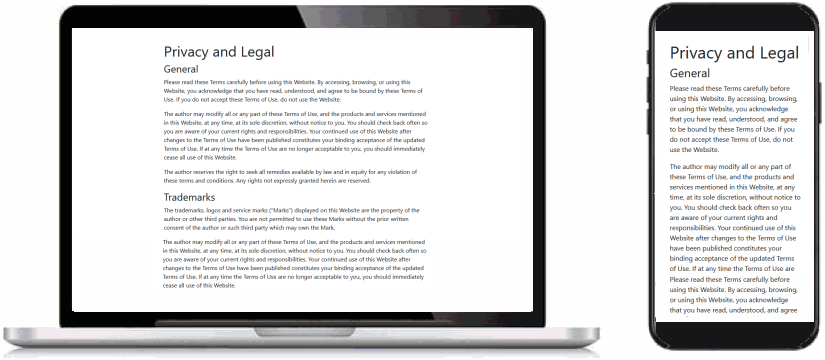 Privacy and Legal
General
Please read these Terms carefully before using this Website. By accessing, browsing, or using this
Website, you acknowledge that you have read, understood, and agree to be bound by these Terms of
Use. If you do not accept these Terms of Use, do not use the Website.
The author may modify all or any part of these Terms of Use, and the products and services mentioned
in this Website, at any time, at its sole discretion, without notice to you. You should check back often so
you are aware of your current rights and responsibilities. Your continued use of this Website after
changes to the Terms of Use have been published constitutes your binding acceptance of the updated
Terms of Use. If at any time the Terms of Use are no longer acceptable to you, you should immediately
cease all use of this Website.
The author reserves the right to seek all remedies available by law and in equity for any violation of
these terms and conditions. Any rights not expressly granted herein are reserved.
Trademarks
The trademarks, logos and service marks ("Marks") displayed on this Website are the property of the
author or other third parties. You are not permitted to use these Marks without the prior written
consent of the author or such third party which may own the Mark.
The author may modify all or any part of these Terms of Use, and the products and services mentioned
in this Website, at any time, at its sole discretion, without notice to you. You should check back often so
you are aware of your current rights and responsibilities. Your continued use of this Website after
changes to the Terms of Use have been published constitutes your binding acceptance of the updated
Terms of Use. If at any time the Terms of Use are no longer acceptable to you, you should immediately
cease all use of this Website.
Privacy and Legal
General
Please read these Terms carefully before
using this Website. By accessing, browsing,
or using this Website, you acknowledge
that you have read, understood, and agree
to be bound by these Terms of Use. If you
do not accept these Terms of Use, do not
use the Website.
The author may modify all or any part of
these Terms of Use, and the products and
services mentioned in this Website, at any
time, at its sole discretion, without notice to
you. You should check back often so you
are aware of your current rights and
responsibilities. Your continued use of this
Website after changes to the Terms of Use
have been published constitutes your
binding acceptance of the updated Terms
of Use. If at any time the Terms of Use are
Please read these Terms carefully before
using this Website. By accessing, browsing,
or using this Website, you acknowledge
that you have read, understood, and agree